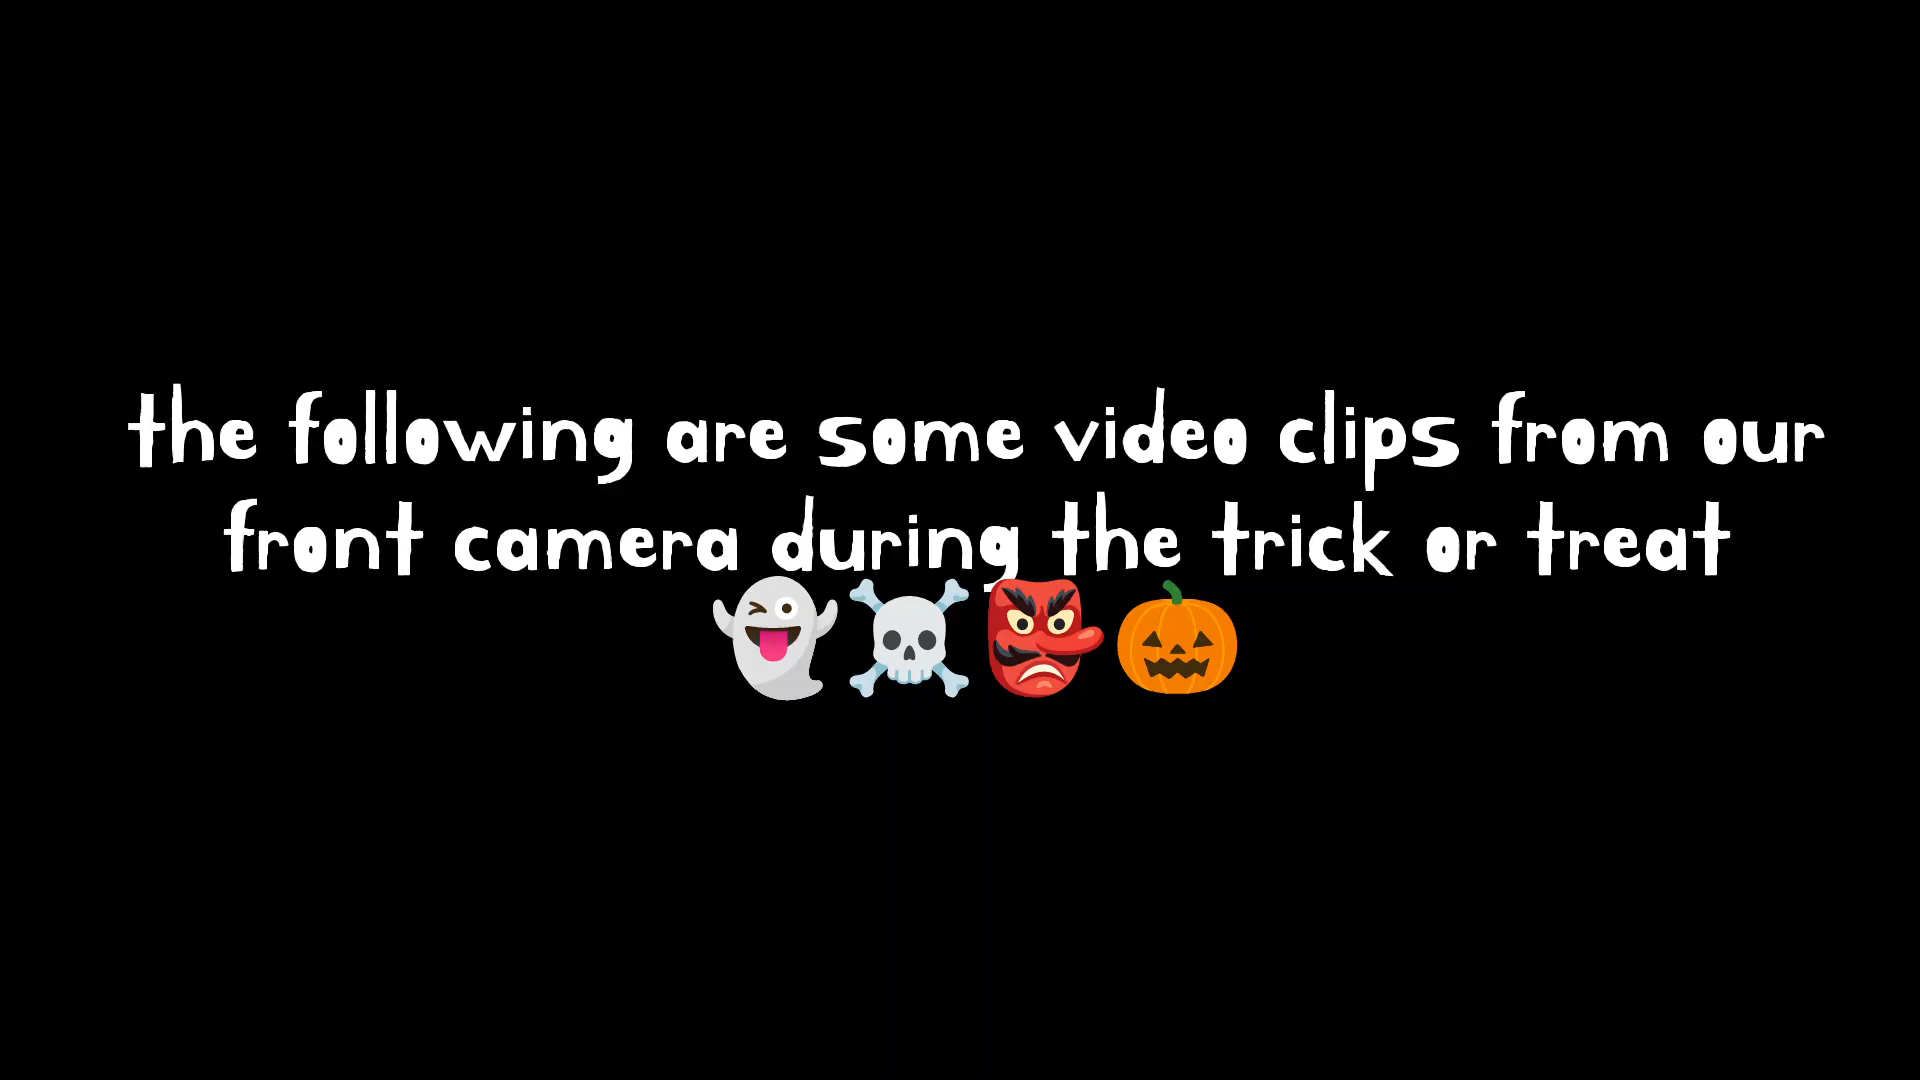 the following are some video clips from our
front camera during the trick or treat
👻☠️👺🎃